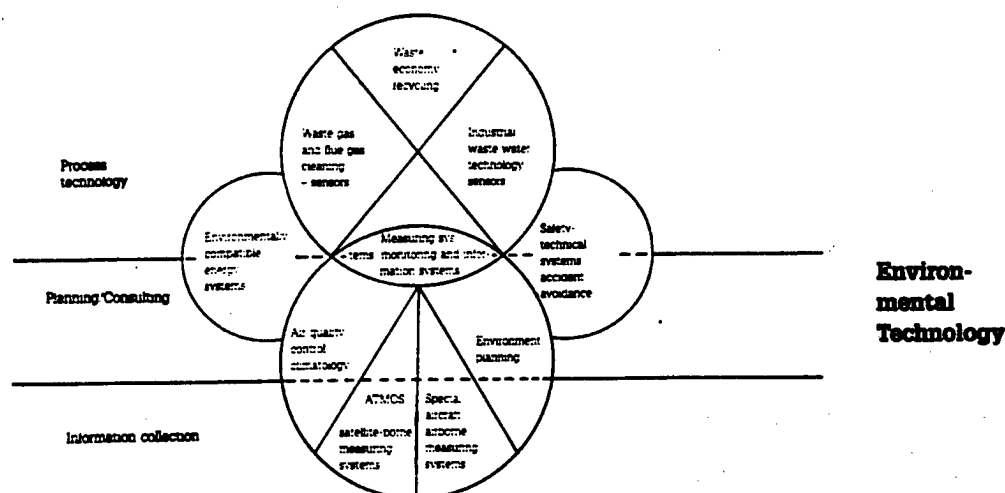 Waste
economy
recycling
Waste gas
and flue gas
cleaning
– sensors
Industrial
waste water
technology
sensors
Process
technology
Environmentally
compatible
energy
systems
Measuring sys
tems monitoring and infor-
mation systems
Safety-
technical
systems
accident
avoidance
Planning/Consulting
Environ-
mental
Technology
Air quality
control
climatology
Environment
planning
ATMOS
satellite-borne
measuring
systems
Special
aircraft
airborne
measuring
systems
Information collection